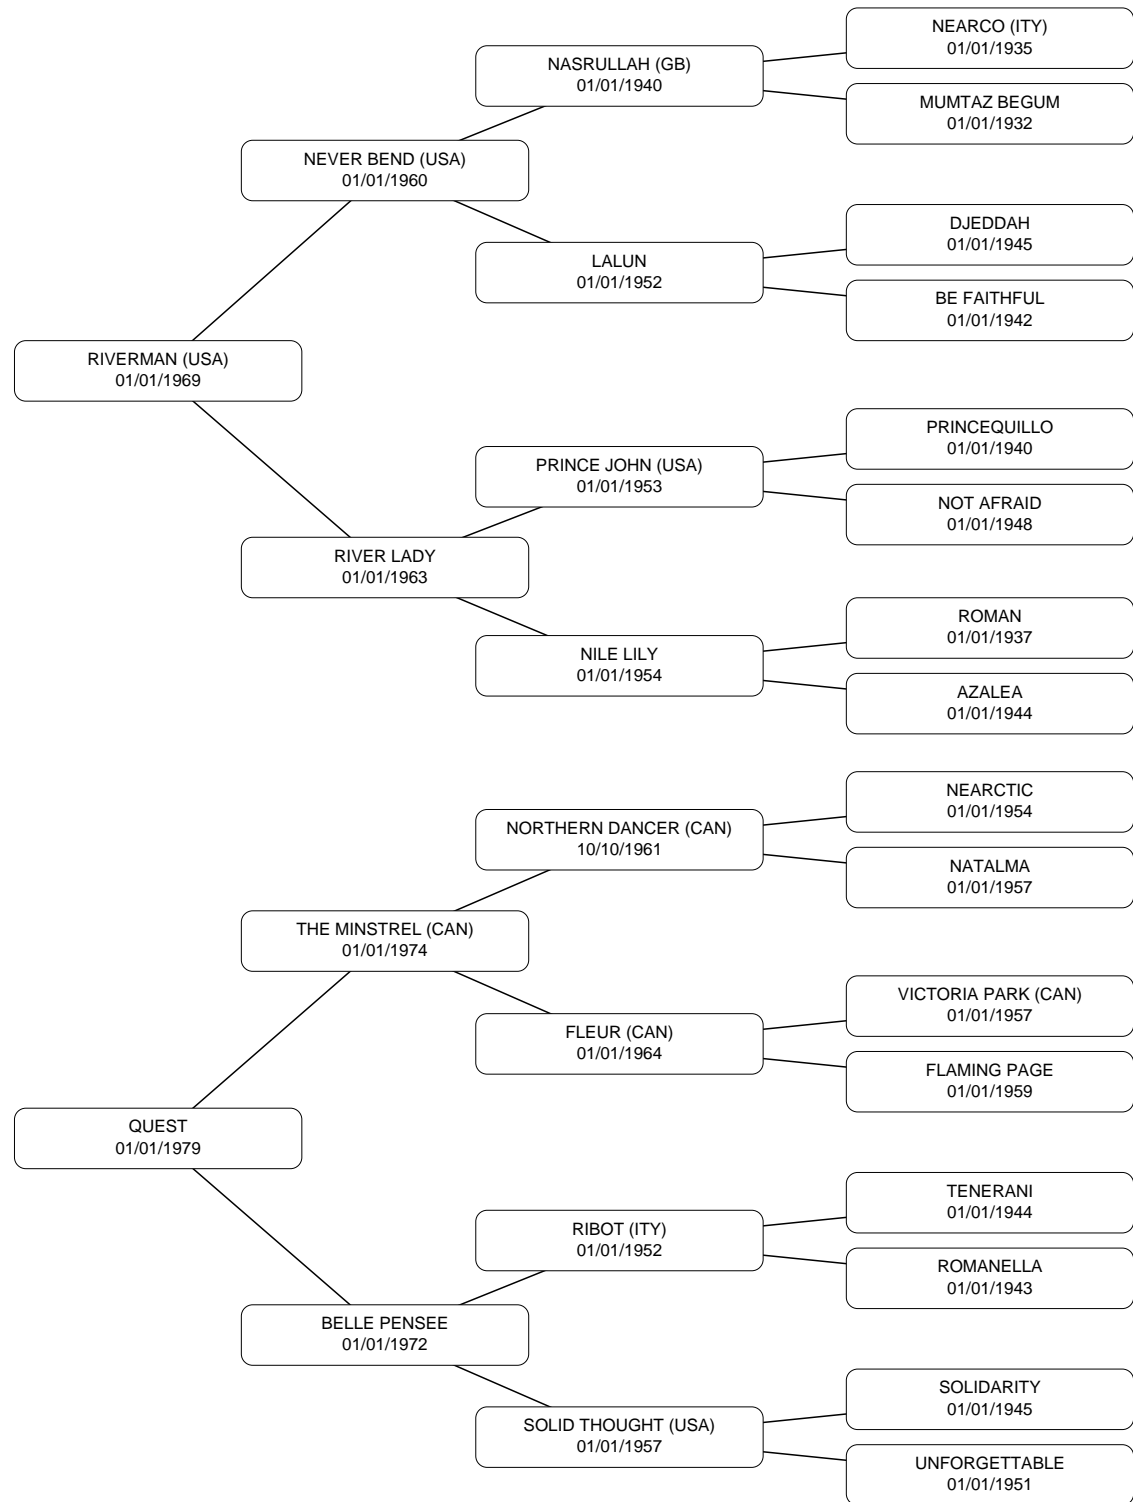 NEARCO (ITY)
01/01/1935
NASRULLAH (GB)
01/01/1940
MUMTAZ BEGUM
01/01/1932
NEVER BEND (USA)
01/01/1960
DJEDDAH
01/01/1945
LALUN
01/01/1952
BE FAITHFUL
01/01/1942
RIVERMAN (USA)
01/01/1969
PRINCEQUILLO
01/01/1940
PRINCE JOHN (USA)
01/01/1953
NOT AFRAID
01/01/1948
RIVER LADY
01/01/1963
ROMAN
01/01/1937
NILE LILY
01/01/1954
AZALEA
01/01/1944
NEARCTIC
01/01/1954
NORTHERN DANCER (CAN)
10/10/1961
NATALMA
01/01/1957
THE MINSTREL (CAN)
01/01/1974
VICTORIA PARK (CAN)
01/01/1957
FLEUR (CAN)
01/01/1964
FLAMING PAGE
01/01/1959
QUEST
01/01/1979
TENERANI
01/01/1944
RIBOT (ITY)
01/01/1952
ROMANELLA
01/01/1943
BELLE PENSEE
01/01/1972
SOLIDARITY
01/01/1945
SOLID THOUGHT (USA)
01/01/1957
UNFORGETTABLE
01/01/1951